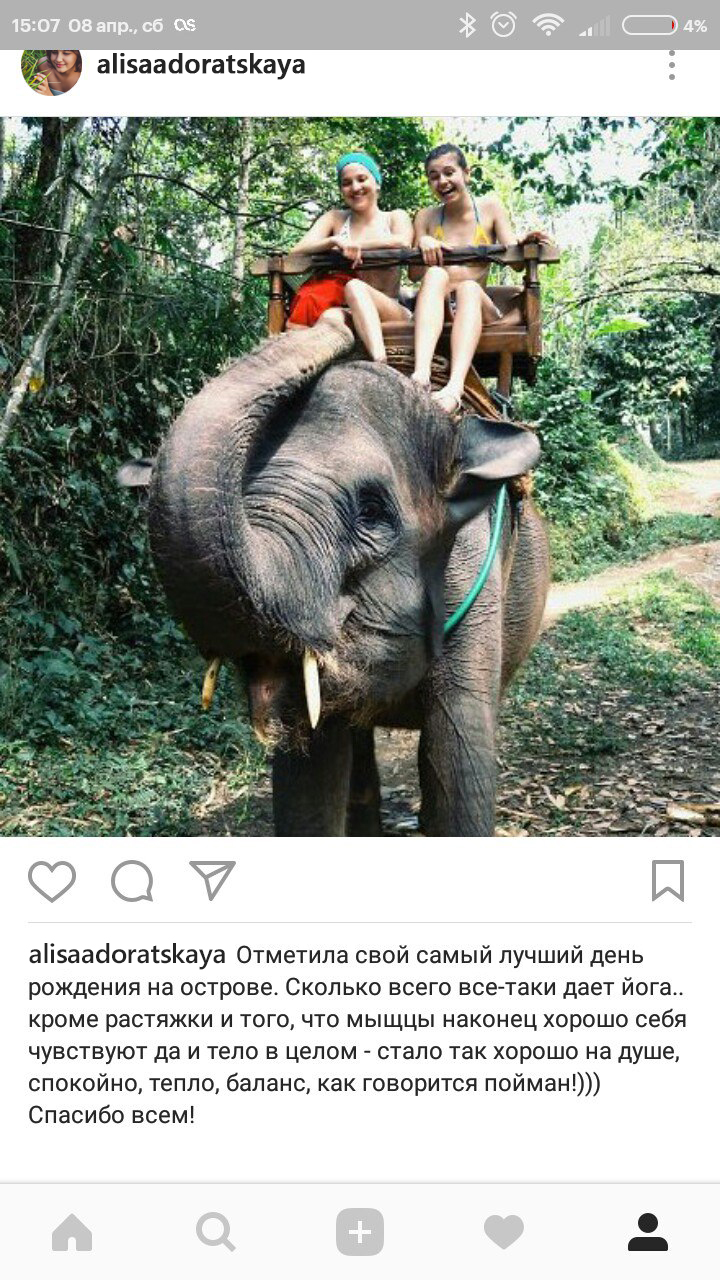 15:07 08 апр., сб 4%
alisaadoratskaya
alisaadoratskaya Отметила свой самый лучший день
рождения на острове. Сколько всего все-таки дает йога..
кроме растяжки и того, что мыщцы наконец хорошо себя
чувствуют да и тело в целом - стало так хорошо на душе,
спокойно, тепло, баланс, как говорится пойман!)))
Спасибо всем!